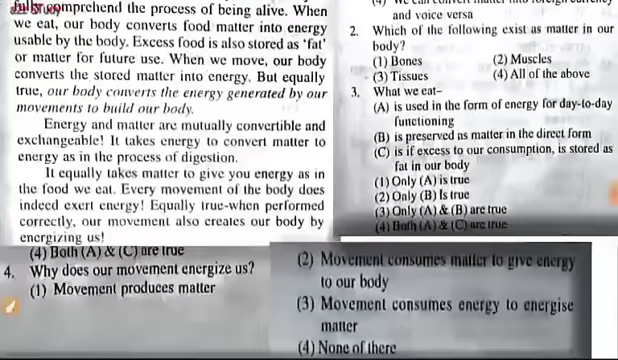 fully comprehend the process of being alive. When
we eat, our body converts food matter into energy
usable by the body. Excess food is also stored as 'fat'
or matter for future use. When we move, our body
converts the stored matter into energy. But equally
true, our body converts the energy generated by our
movements to build our body.
Energy and matter are mutually convertible and
exchangeable! It takes energy to convert matter to
energy as in the process of digestion.
It equally takes matter to give you energy as in
the food we eat. Every movement of the body does
indeed exert energy! Equally true-when performed
correctly, our movement also creates our body by
energizing us!
(4) Both (A) & (C) are true
4. Why does our movement energize us?
(1) Movement produces matter
and voice versa
2. Which of the following exist as matter in our
body?
(1) Bones (2) Muscles
(3) Tissues (4) All of the above
3. What we eat–
(A) is used in the form of energy for day-to-day
functioning
(B) is preserved as matter in the direct form
(C) is if excess to our consumption, is stored as
fat in our body
(1) Only (A) is true
(2) Only (B) Is true
(3) Only (A) & (B) are true
(4) Both (A) & (C) are true
(2) Movement consumes matter to give energy
to our body
(3) Movement consumes energy to energise
matter
(4) None of there